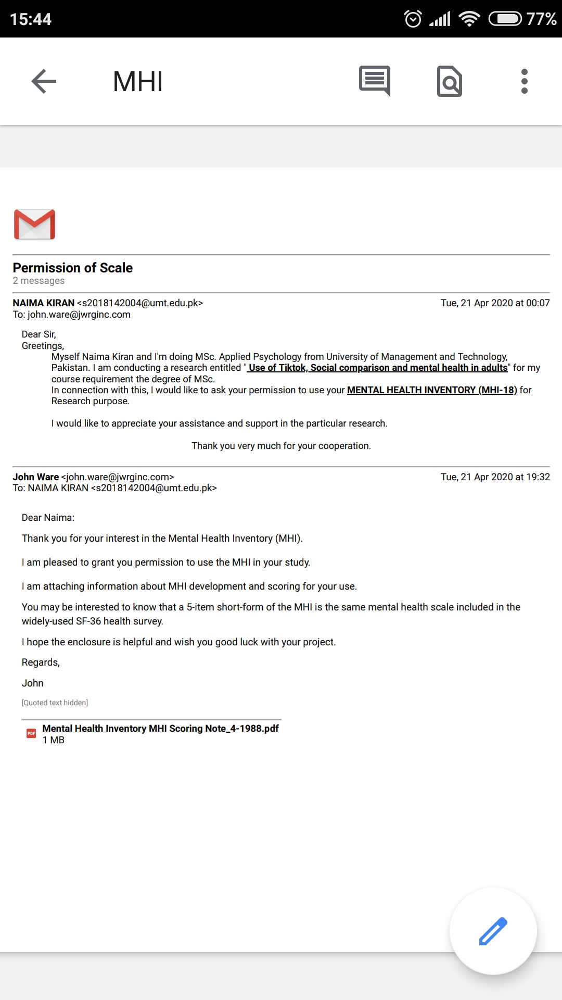 15:44
77%
MHI
Permission of Scale
2 messages
NAIMA KIRAN <s2018142004@umt.edu.pk> Tue, 21 Apr 2020 at 00:07
To: john.ware@jwrginc.com
Dear Sir,
Greetings,
Myself Naima Kiran and I'm doing MSc. Applied Psychology from University of Management and Technology,
Pakistan. I am conducting a research entitled " Use of Tiktok, Social comparison and mental health in adults" for my
course requirement the degree of MSc.
In connection with this, I would like to ask your permission to use your MENTAL HEALTH INVENTORY (MHI-18) for
Research purpose.
I would like to appreciate your assistance and support in the particular research.
Thank you very much for your cooperation.
John Ware <john.ware@jwrginc.com> Tue, 21 Apr 2020 at 19:32
To: NAIMA KIRAN <s2018142004@umt.edu.pk>
Dear Naima:
Thank you for your interest in the Mental Health Inventory (MHI).
I am pleased to grant you permission to use the MHI in your study.
I am attaching information about MHI development and scoring for your use.
You may be interested to know that a 5-item short-form of the MHI is the same mental health scale included in the
widely-used SF-36 health survey.
I hope the enclosure is helpful and wish you good luck with your project.
Regards,
John
[Quoted text hidden]
PDF
Mental Health Inventory MHI Scoring Note_4-1988.pdf
1 MB